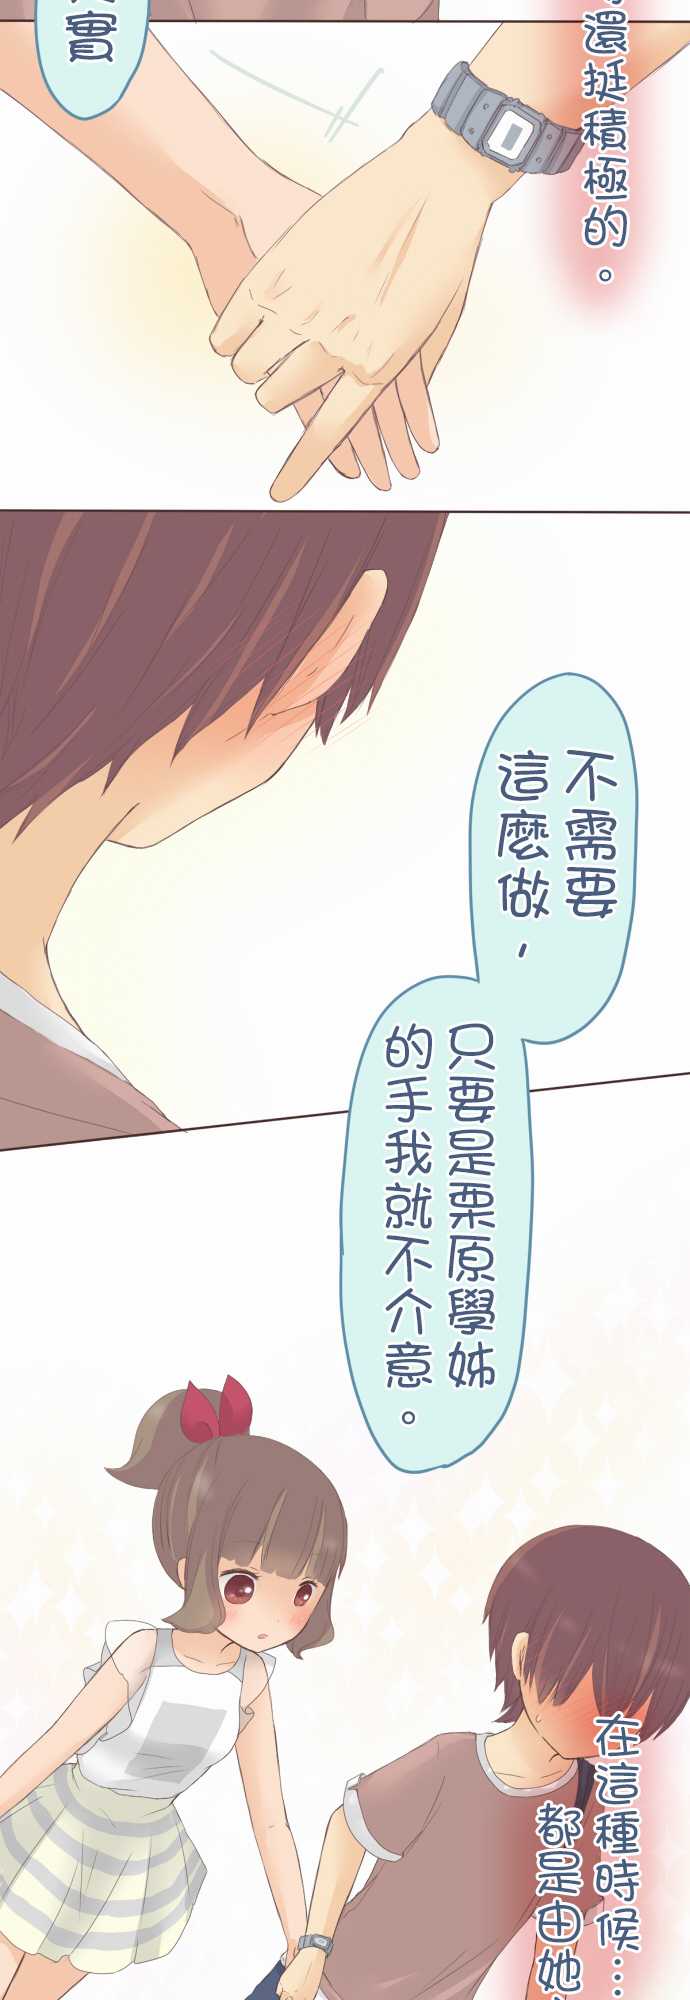 還挺積極的。
實
不需要
這麼做，
只要是栗原學姊
的手我就不介意。
在這種時候…
都是由她